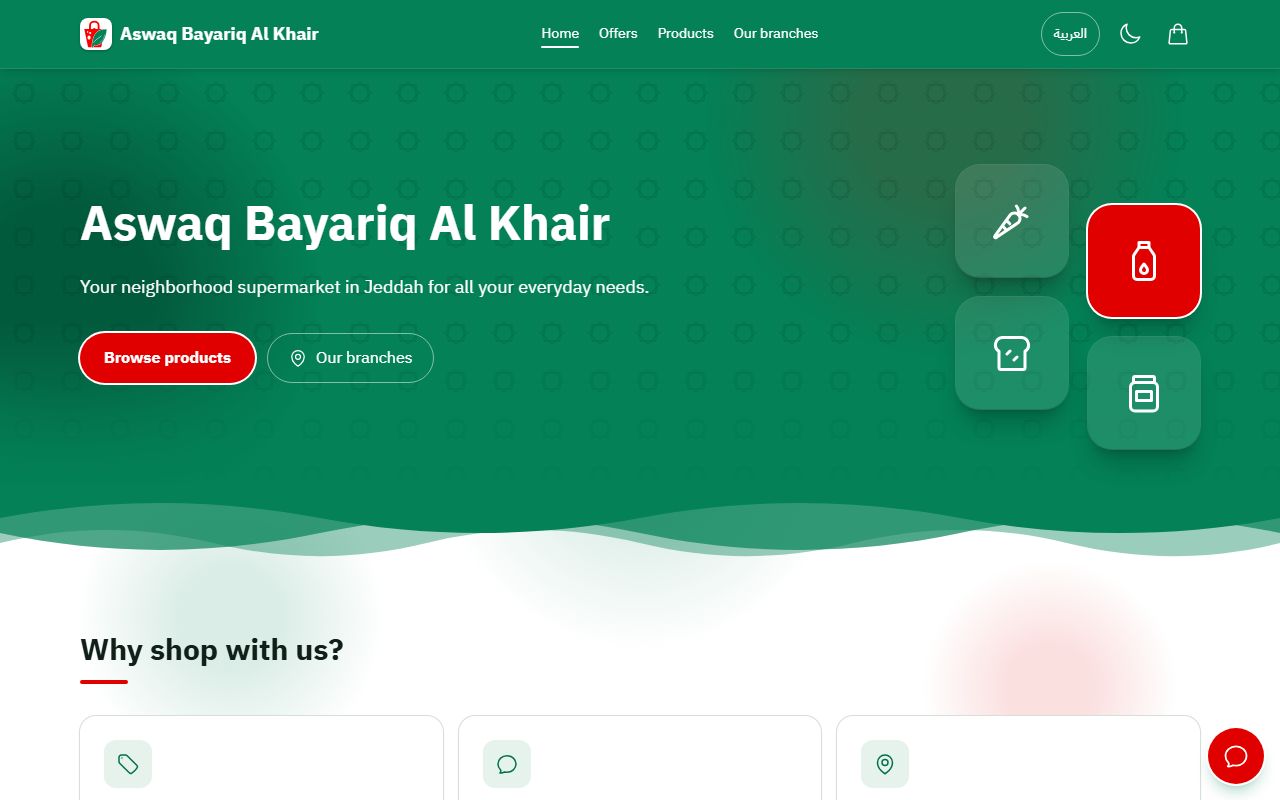 Aswaq Bayariq Al Khair
Home
Offers
Products
Our branches
العربية
Aswaq Bayariq Al Khair
Your neighborhood supermarket in Jeddah for all your everyday needs.
Browse products
Our branches
Why shop with us?